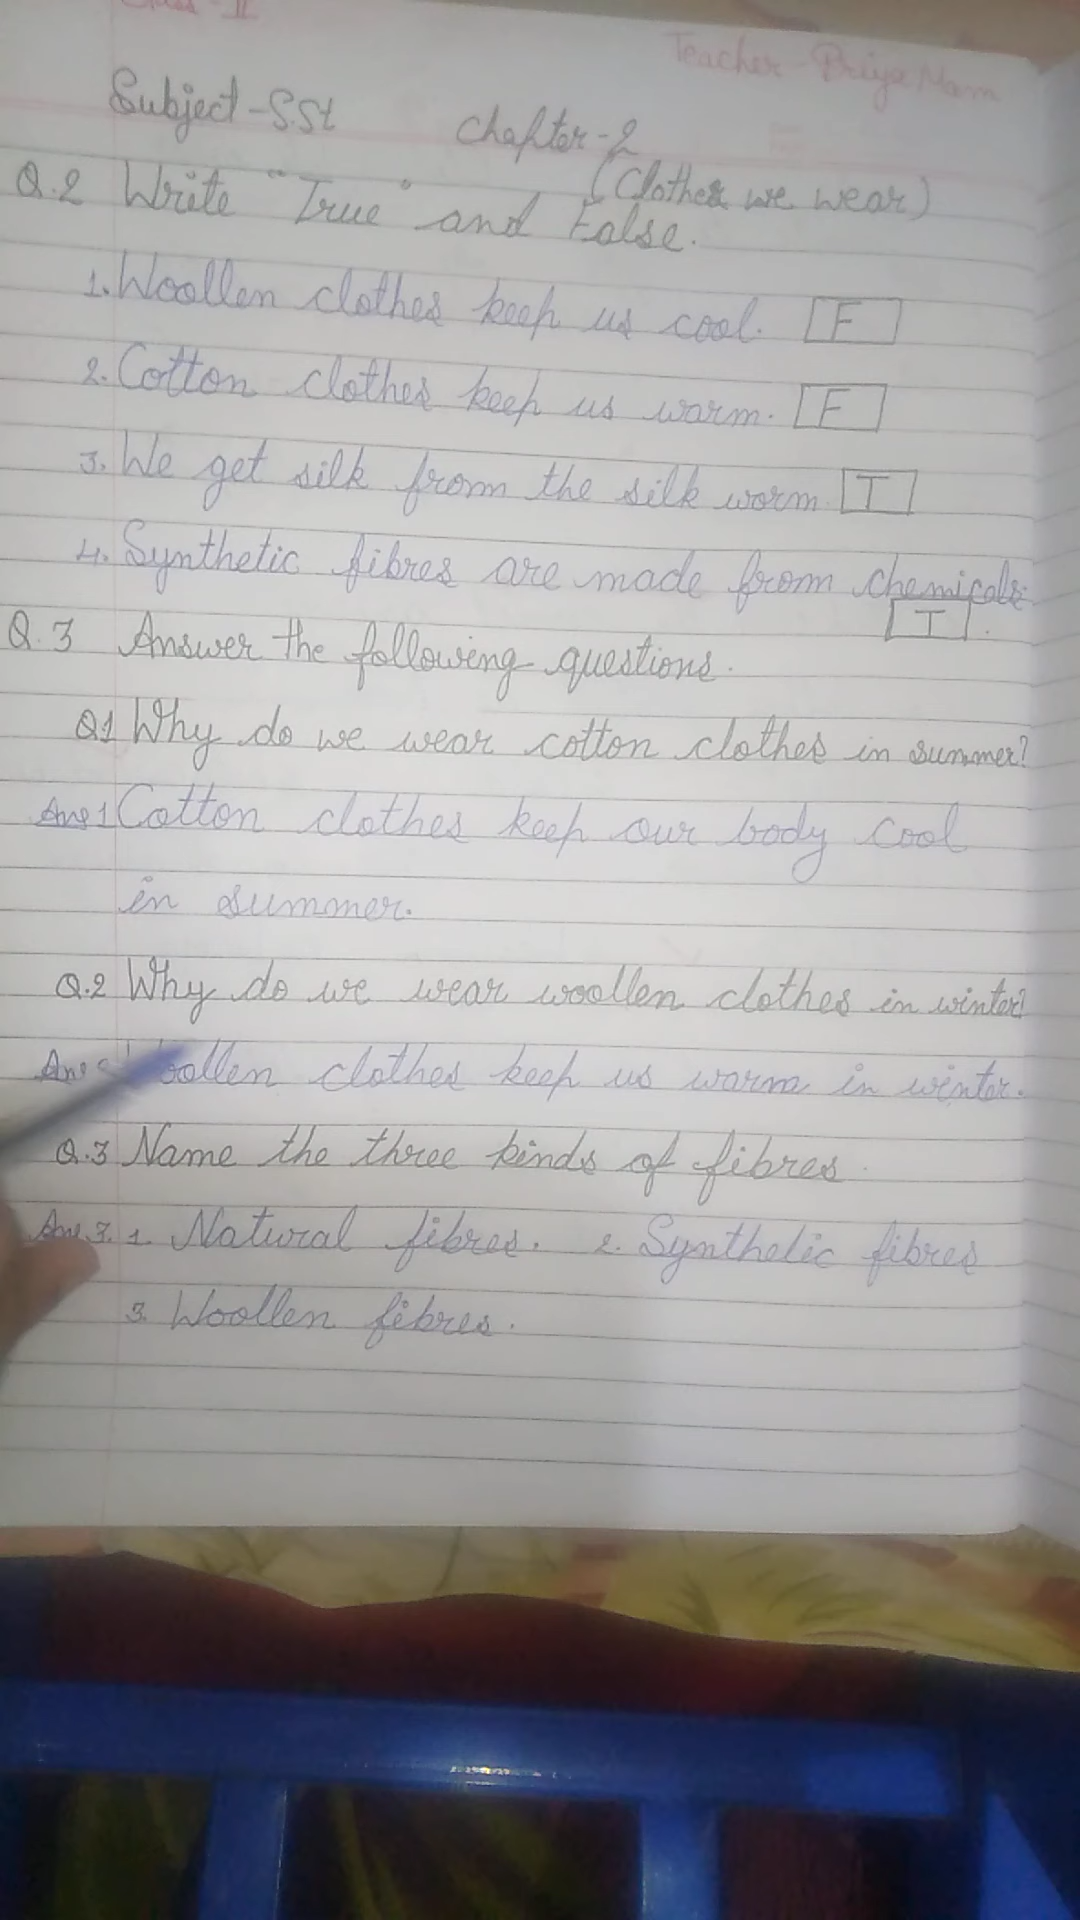 Class - II
Teacher - Priya Mam
Subject - S.St Chapter - 2
(Clothes we wear)
Q.2 Write "True" and False.
1. Woollen clothes keep us cool. F
2. Cotton clothes keep us warm. F
3. We get silk from the silk worm. T
4. Synthetic fibres are made from chemicals.
T
Q.3 Answer the following questions.
Q1 Why do we wear cotton clothes in summer?
Ans 1 Cotton clothes keep our body cool
in summer.
Q.2 Why do we wear woollen clothes in winter?
Ans Woollen clothes keep us warm in winter.
Q.3 Name the three kinds of fibres.
Ans 3. 1. Natural fibres. 2. Synthetic fibres
3. Woollen fibres.